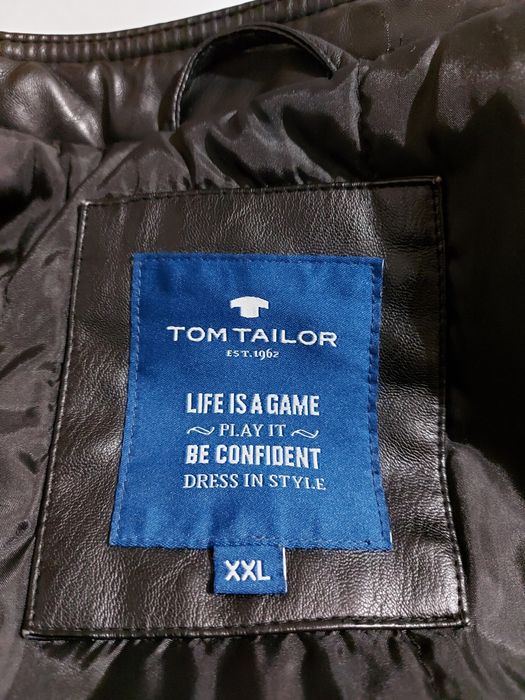 TOM TAILOR
EST. 1962
LIFE IS A GAME
~ PLAY IT ~
BE CONFIDENT
DRESS IN STYLE
XXL